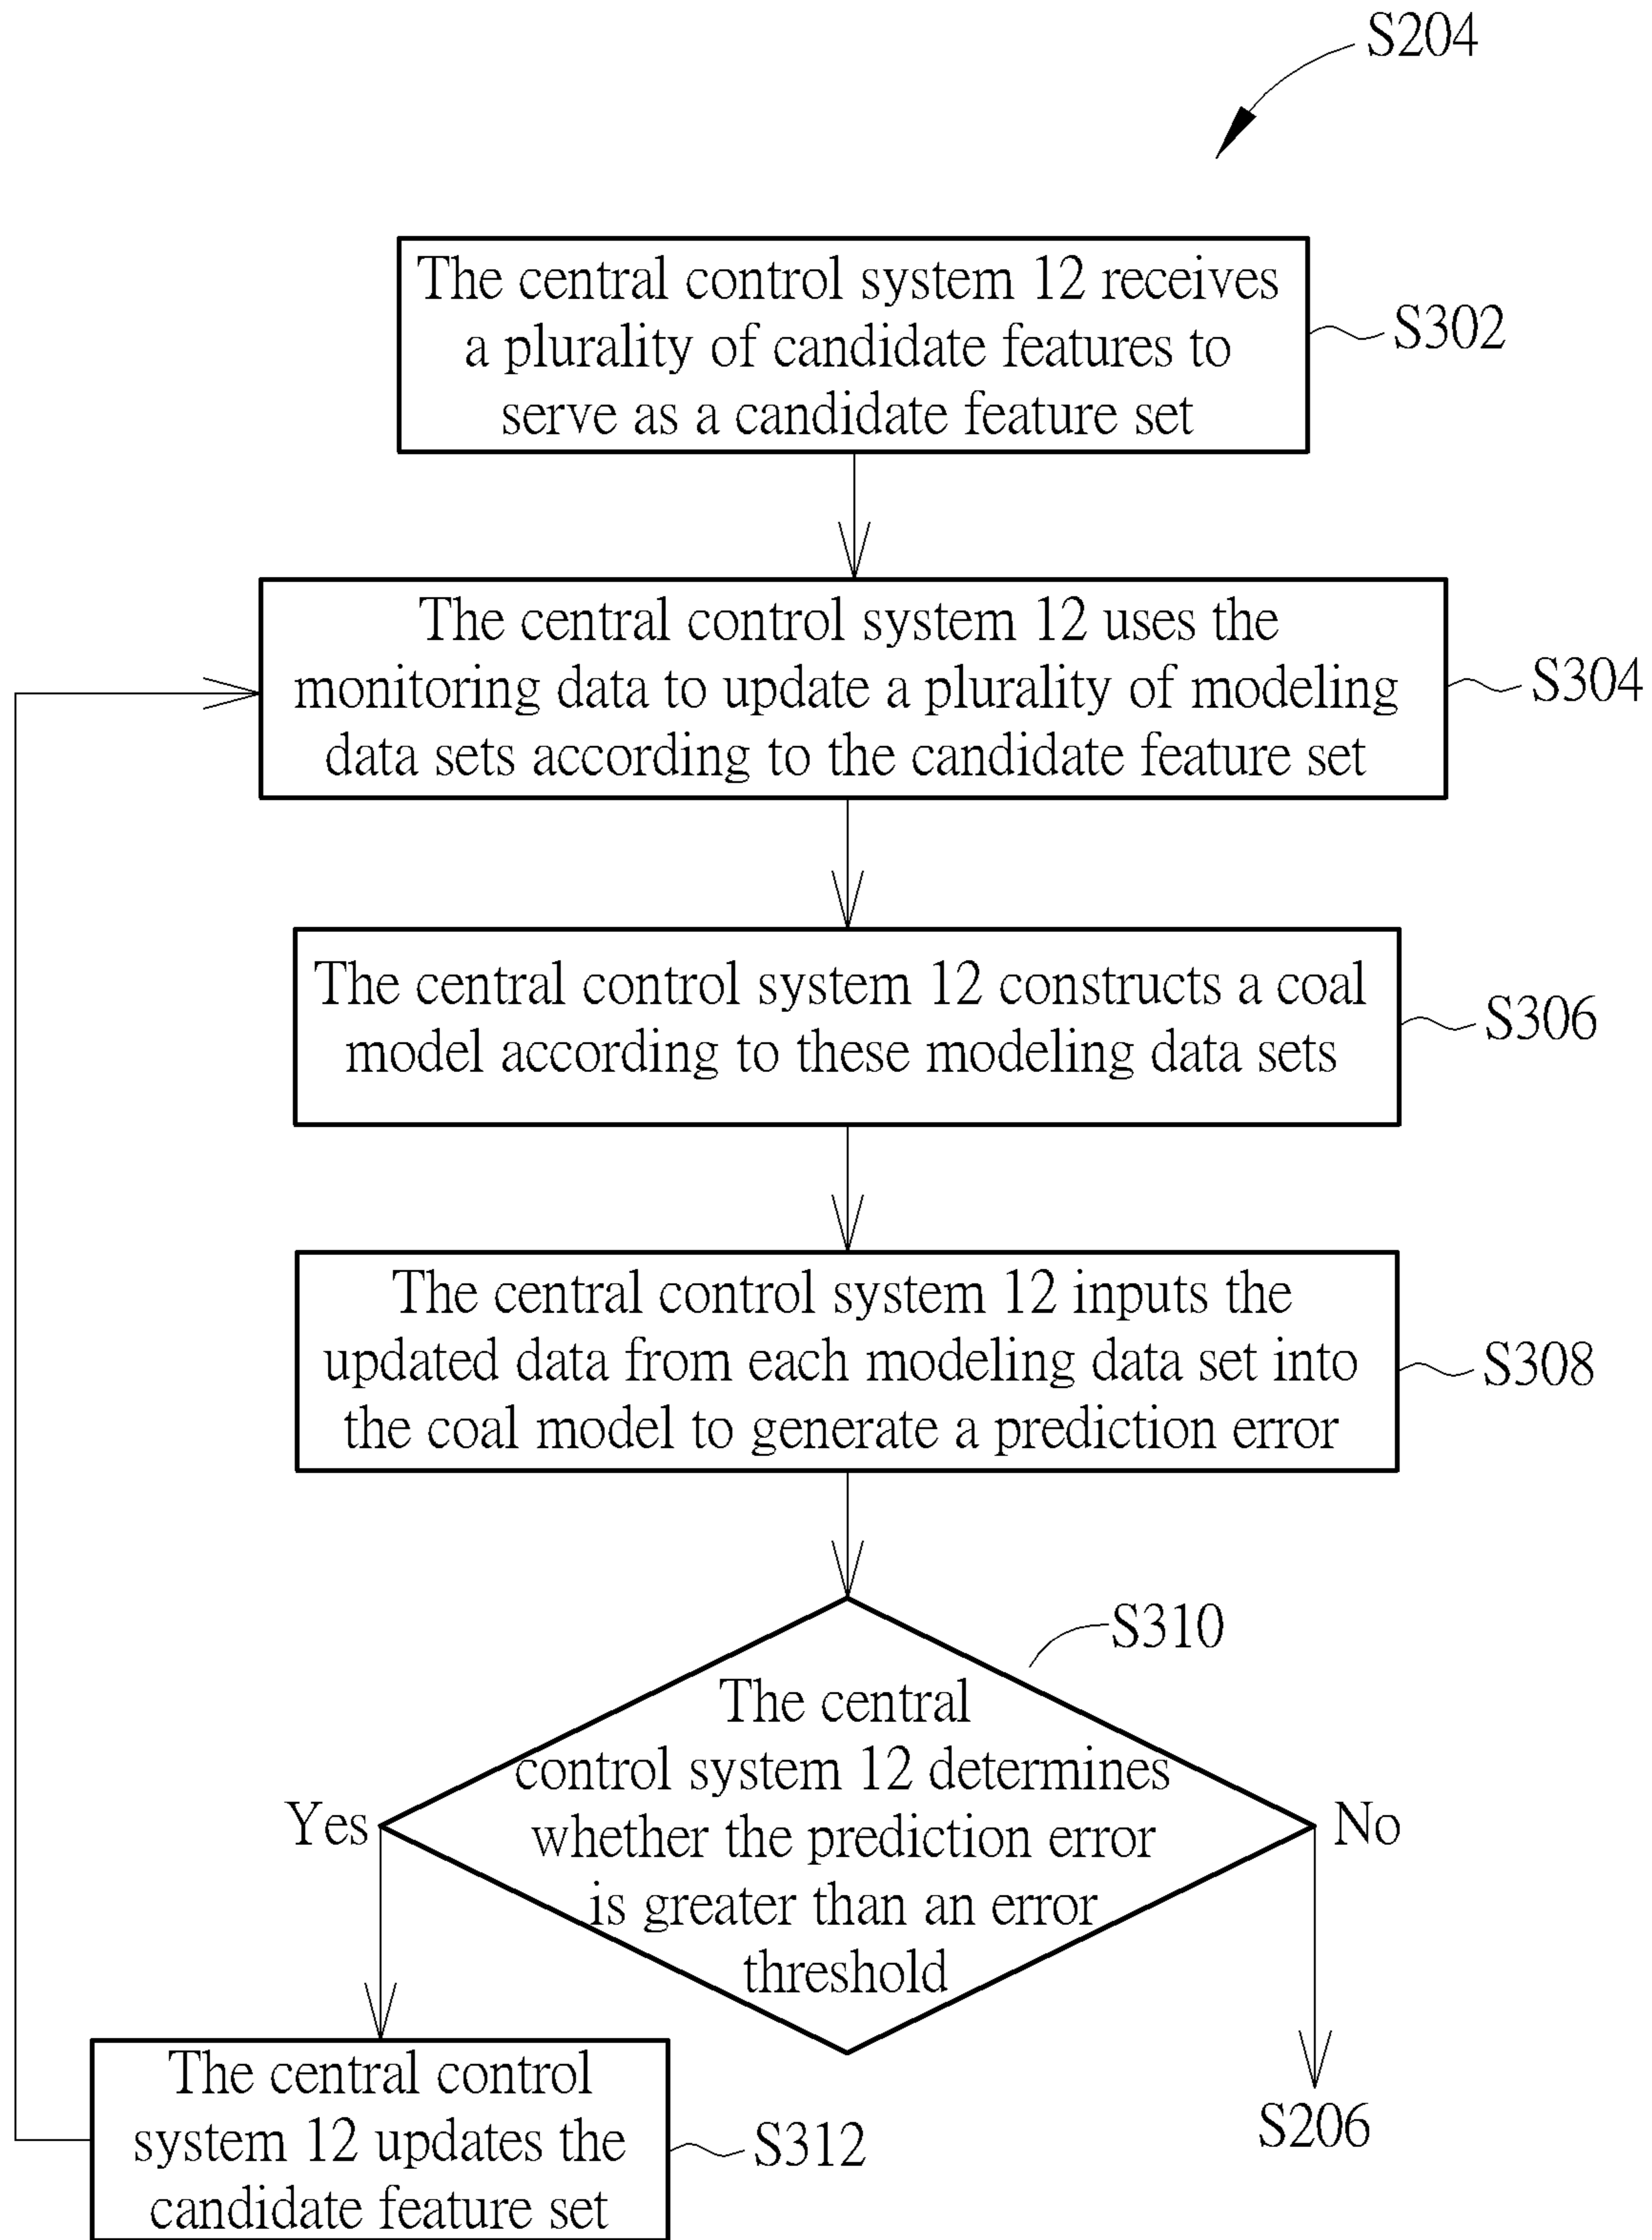 S204
The central control system 12 receives
a plurality of candidate features to
serve as a candidate feature set
S302
The central control system 12 uses the
monitoring data to update a plurality of modeling
data sets according to the candidate feature set
S304
The central control system 12 constructs a coal
model according to these modeling data sets
S306
The central control system 12 inputs the
updated data from each modeling data set into
the coal model to generate a prediction error
S308
S310
The central
control system 12 determines
whether the prediction error
is greater than an error
threshold
Yes
No
The central control
system 12 updates the
candidate feature set
S312
S206